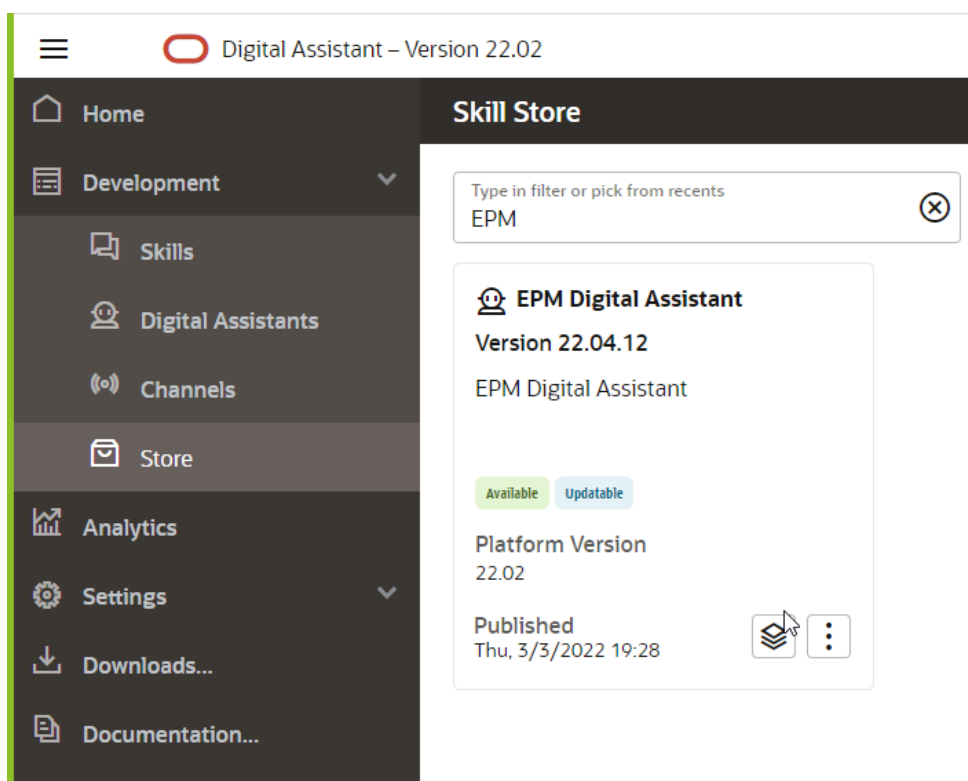 Digital Assistant – Version 22.02
Home
Development
Skills
Digital Assistants
Channels
Store
Analytics
Settings
Downloads...
Documentation...
Skill Store
Type in filter or pick from recents
EPM
EPM Digital Assistant
Version 22.04.12
EPM Digital Assistant
Available Updatable
Platform Version
22.02
Published
Thu, 3/3/2022 19:28